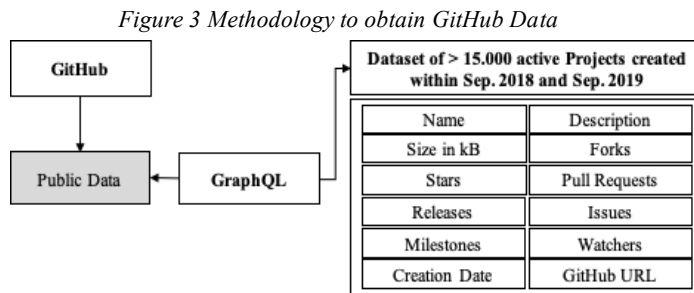 Figure 3 Methodology to obtain GitHub Data
GitHub
Public Data
GraphQL
Dataset of > 15.000 active Projects created
within Sep. 2018 and Sep. 2019
Name
Description
Size in kB
Forks
Stars
Pull Requests
Releases
Issues
Milestones
Watchers
Creation Date
GitHub URL